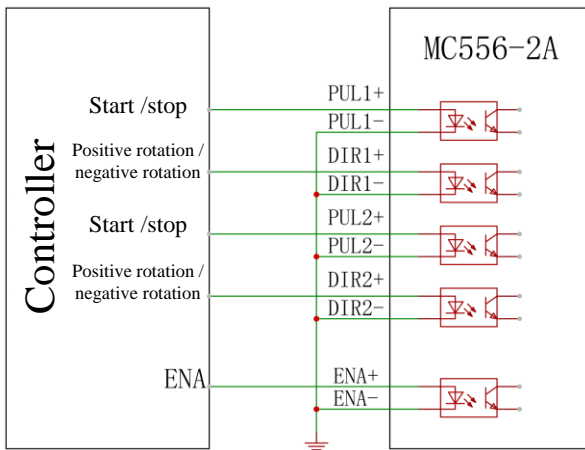 MC556-2A
Controller
Start /stop
Positive rotation /
negative rotation
Start /stop
Positive rotation /
negative rotation
ENA
PUL1+
PUL1-
DIR1+
DIR1-
PUL2+
PUL2-
DIR2+
DIR2-
ENA+
ENA-